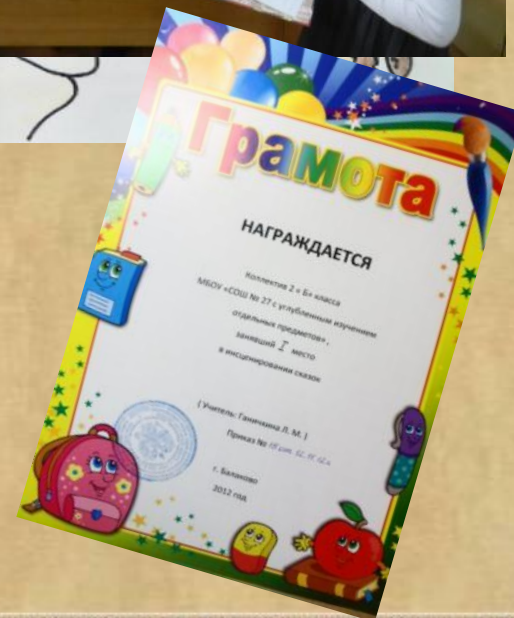 Грамота
НАГРАЖДАЕТСЯ
Коллектив 2 « Б» класса
МБОУ «СОШ № 27 с углубленным изучением
отдельных предметов» ,
занявший I место
в инсценировании сказок
( Учитель: Ганичкина Л. М. )
Приказ №
г. Балаково
2012 год